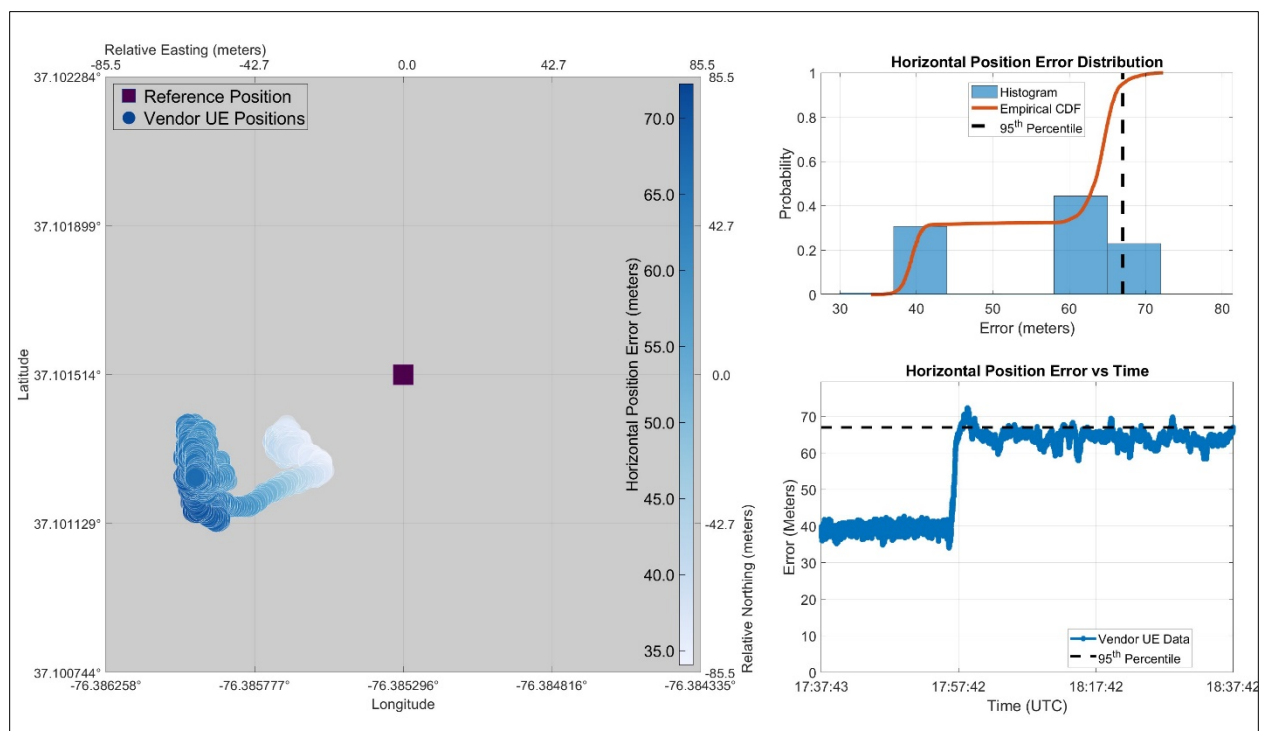 Relative Easting (meters)
-85.5 -42.7 0.0 42.7 85.5
37.102284° 85.5
Reference Position
Vendor UE Positions
70.0
65.0
37.101899° 42.7
60.0
55.0
37.101514° 0.0
50.0
45.0
37.101129° -42.7
40.0
35.0
37.100744° -85.5
Latitude
Horizontal Position Error (meters)
Relative Northing (meters)
-76.386258° -76.385777° -76.385296° -76.384816° -76.384335°
Longitude
Horizontal Position Error Distribution
1
0.8
0.6
0.4
0.2
0
Probability
Histogram
Empirical CDF
95th Percentile
30 40 50 60 70 80
Error (meters)
Horizontal Position Error vs Time
70
60
50
40
30
20
10
0
Error (Meters)
Vendor UE Data
95th Percentile
17:37:43 17:57:42 18:17:42 18:37:42
Time (UTC)